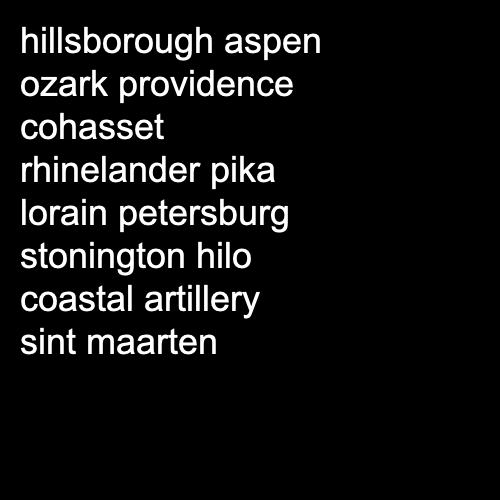 hillsborough aspen
ozark providence
cohasset
rhinelander pika
lorain petersburg
stonington hilo
coastal artillery
sint maarten